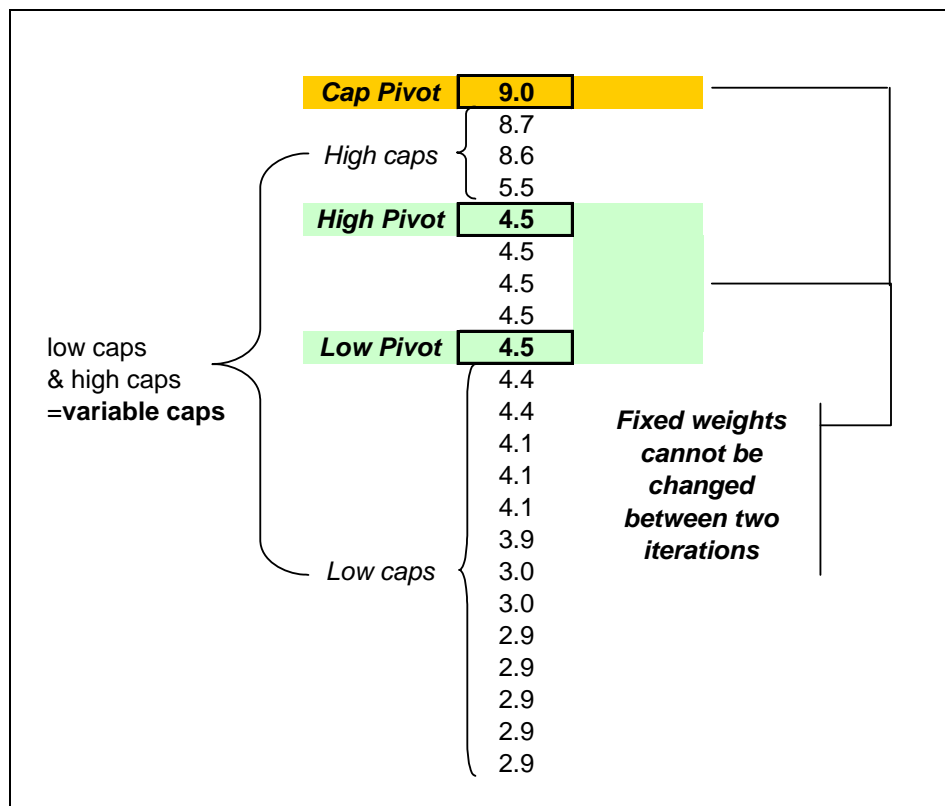 Cap Pivot 9.0
8.7
High caps 8.6
5.5
High Pivot 4.5
4.5
4.5
4.5
Low Pivot 4.5
low caps
& high caps
=variable caps
4.4
4.4
4.1
4.1
4.1
3.9
Low caps 3.0
3.0
2.9
2.9
2.9
2.9
2.9
Fixed weights
cannot be
changed
between two
iterations